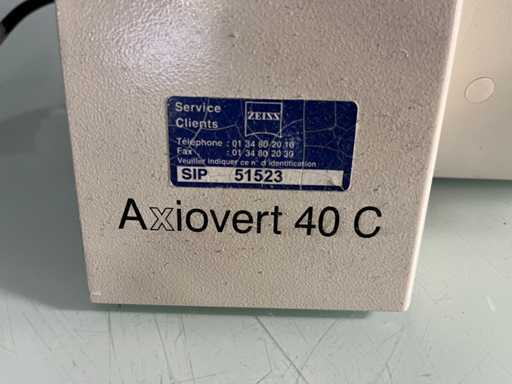 Service
Clients
ZEISS
Téléphone : 01 34 80 20 10
Fax : 01 34 80 20 30
Veuillez indiquer ce n° d'identification
SIP 51523
Axiovert 40 C